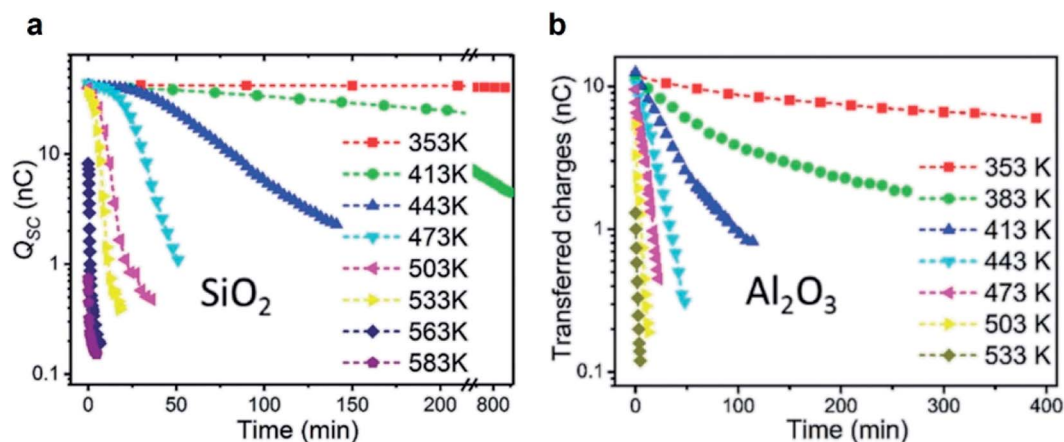 a
Q_SC (nC)
10
1
0.1
353K
413K
443K
473K
503K
533K
563K
583K
SiO₂
0 50 100 150 200 800
Time (min)
b
Transferred charges (nC)
10
1
0.1
353 K
383 K
413 K
443 K
473 K
503 K
533 K
Al₂O₃
0 100 200 300 400
Time (min)